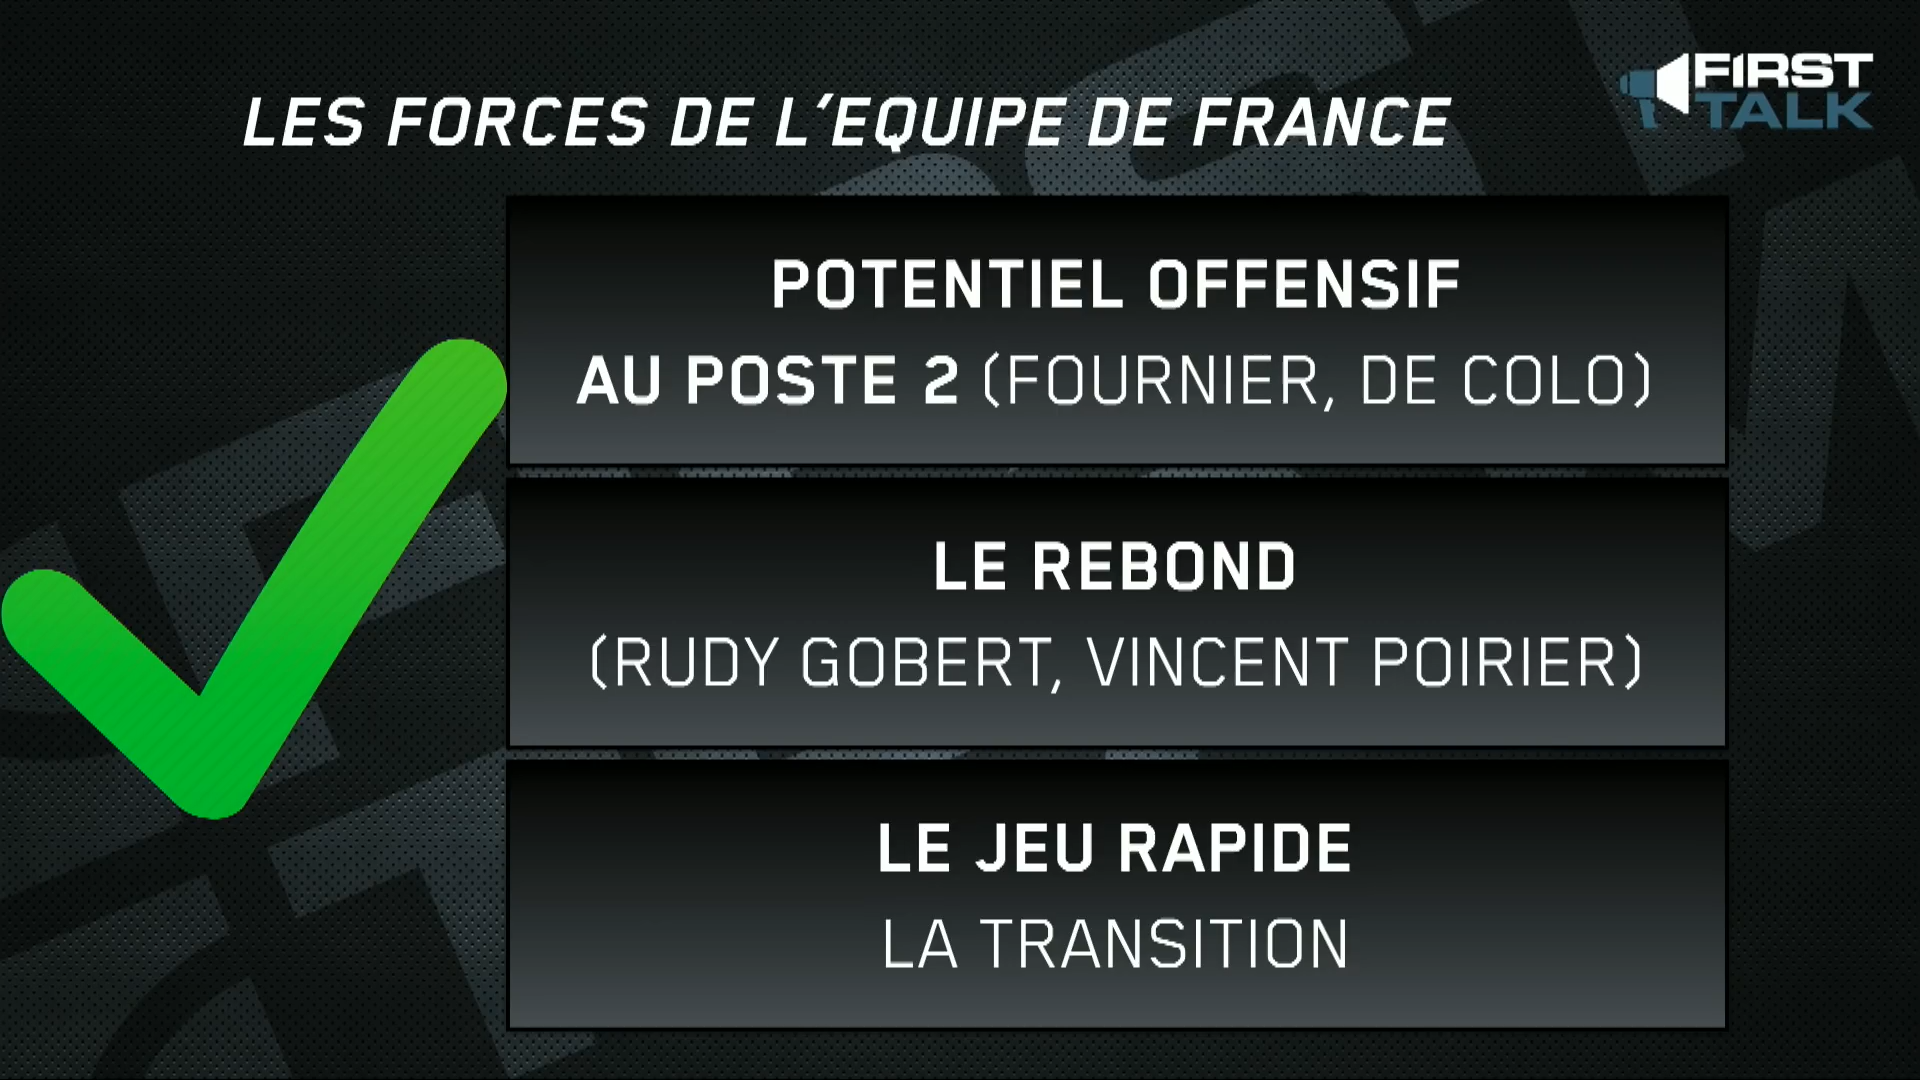 FIRST
TALK
LES FORCES DE L'EQUIPE DE FRANCE
POTENTIEL OFFENSIF
AU POSTE 2 (FOURNIER, DE COLO)
LE REBOND
(RUDY GOBERT, VINCENT POIRIER)
LE JEU RAPIDE
LA TRANSITION